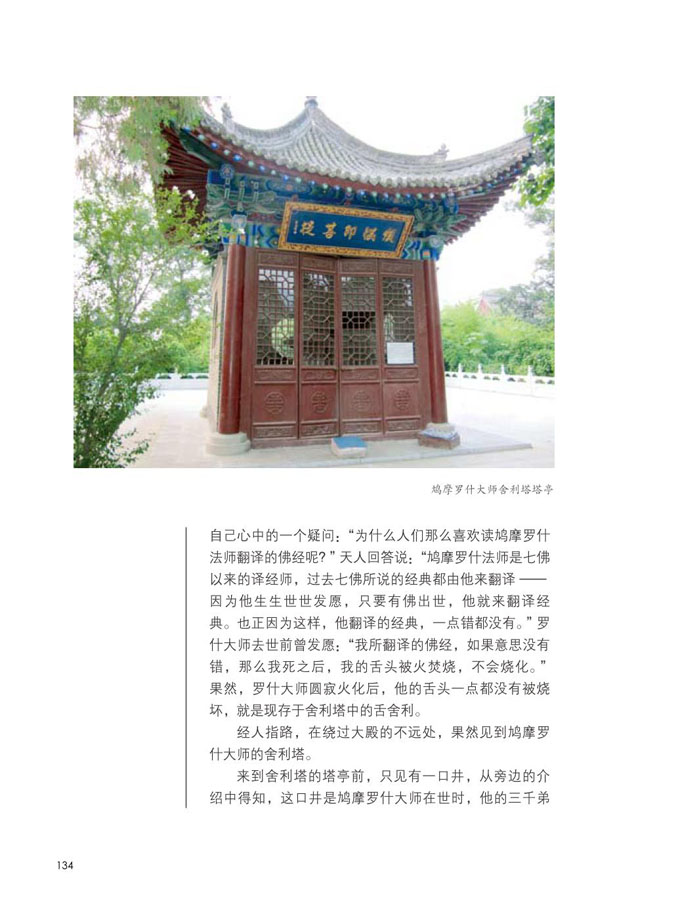 煩惱即菩提
鸠摩罗什大师舍利塔塔亭
自己心中的一个疑问：“为什么人们那么喜欢读鸠摩罗什
法师翻译的佛经呢？”天人回答说：“鸠摩罗什法师是七佛
以来的译经师，过去七佛所说的经典都由他来翻译——
因为他生生世世发愿，只要有佛出世，他就来翻译经
典。也正因为这样，他翻译的经典，一点错都没有。”罗
什大师去世前曾发愿：“我所翻译的佛经，如果意思没有
错，那么我死之后，我的舌头被火焚烧，不会烧化。”
果然，罗什大师圆寂火化后，他的舌头一点都没有被烧
坏，就是现存于舍利塔中的舌舍利。
经人指路，在绕过大殿的不远处，果然见到鸠摩罗
什大师的舍利塔。
来到舍利塔的塔亭前，只见有一口井，从旁边的介
绍中得知，这口井是鸠摩罗什大师在世时，他的三千弟
134